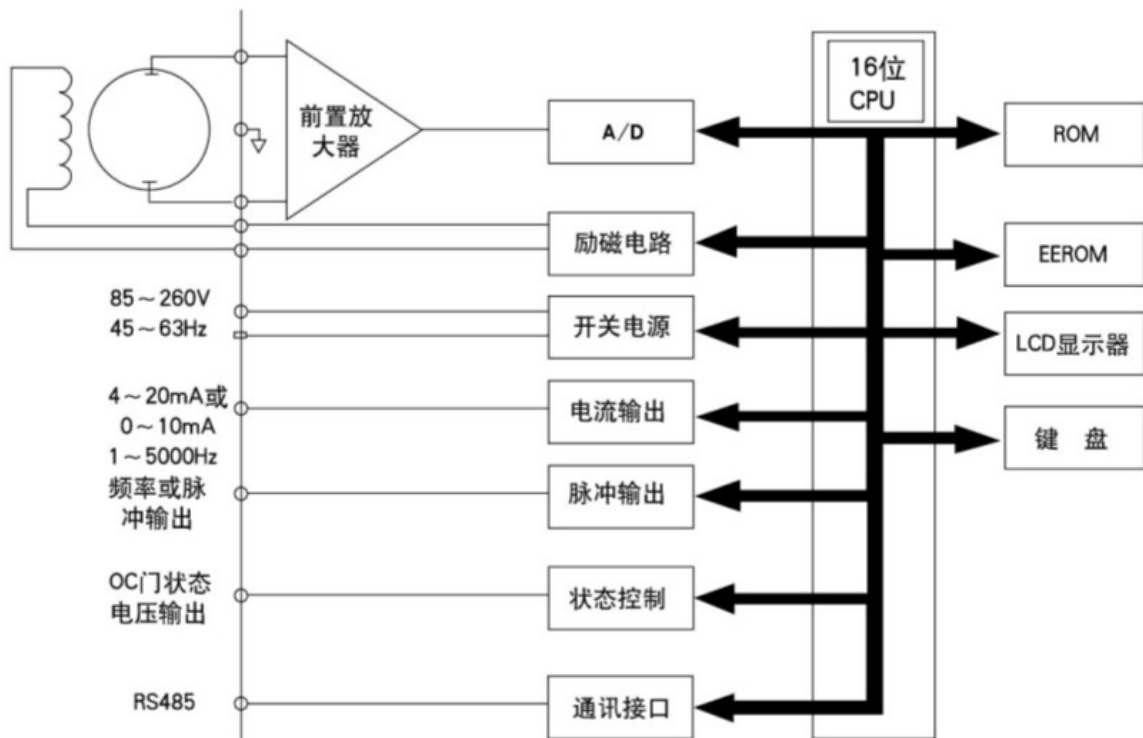 16位
CPU
前置放
大器
A/D
ROM
励磁电路
EEROM
85～260V
45～63Hz
开关电源
LCD显示器
4～20mA或
0～10mA
电流输出
键 盘
1～5000Hz
频率或脉
冲输出
脉冲输出
OC门状态
电压输出
状态控制
RS485
通讯接口